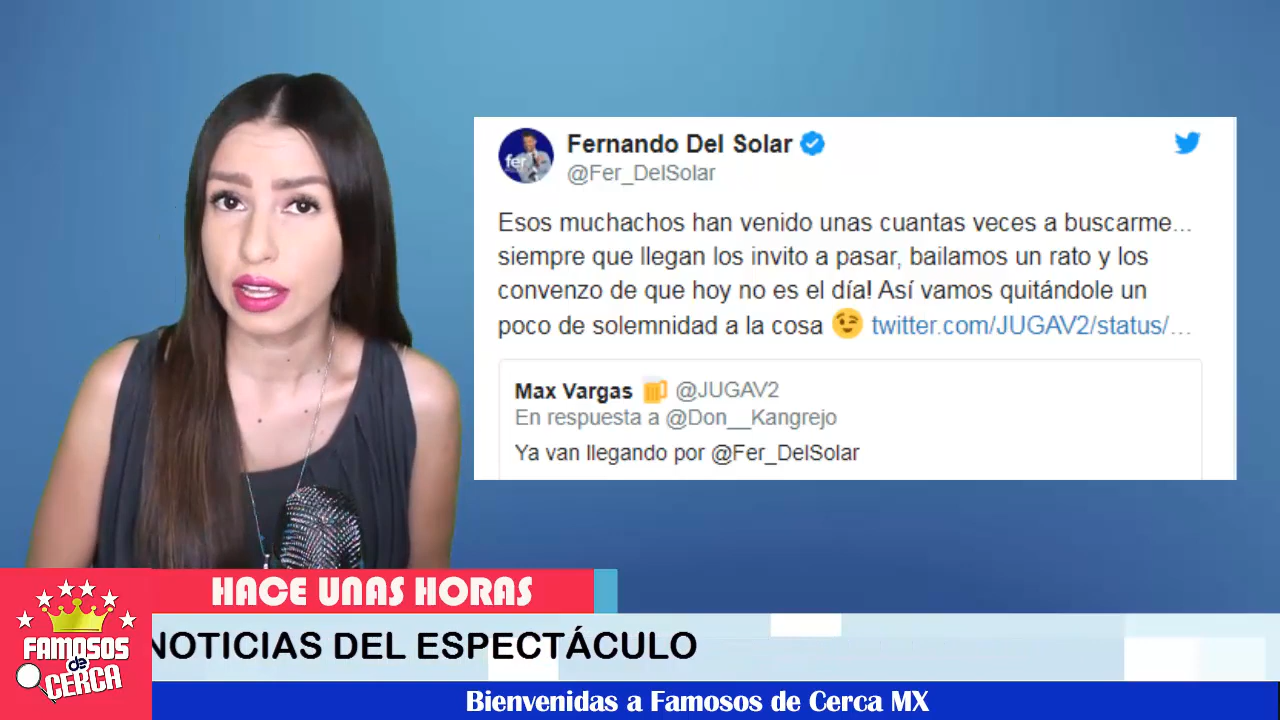 Fernando Del Solar
@Fer_DelSolar
fer
Esos muchachos han venido unas cuantas veces a buscarme...
siempre que llegan los invito a pasar, bailamos un rato y los
convenzo de que hoy no es el día! Así vamos quitándole un
poco de solemnidad a la cosa 😉 twitter.com/JUGAV2/status/...
Max Vargas 🍺 @JUGAV2
En respuesta a @Don__Kangrejo
Ya van llegando por @Fer_DelSolar
HACE UNAS HORAS
NOTICIAS DEL ESPECTÁCULO
FAMOSOS
de
CERCA
Bienvenidas a Famosos de Cerca MX